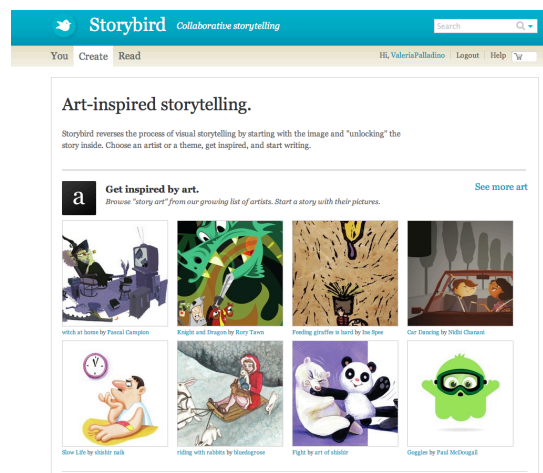 Storybird Collaborative storytelling
Search
You Create Read
Hi, ValeriaPalladino | Logout | Help
Art-inspired storytelling.
Storybird reverses the process of visual storytelling by starting with the image and "unlocking" the
story inside. Choose an artist or a theme, get inspired, and start writing.
a
Get inspired by art.
See more art
Browse "story art" from our growing list of artists. Start a story with their pictures.
witch at home by Pascal Campion
Knight and Dragon by Rory Tawn
Feeding giraffes is hard by Ine Spee
Car Dancing by Nidhi Chanani
V
Slow Life by shishir naik
riding with rabbits by bluedogrose
Fight by art of shishir
Goggles by Paul McDougall